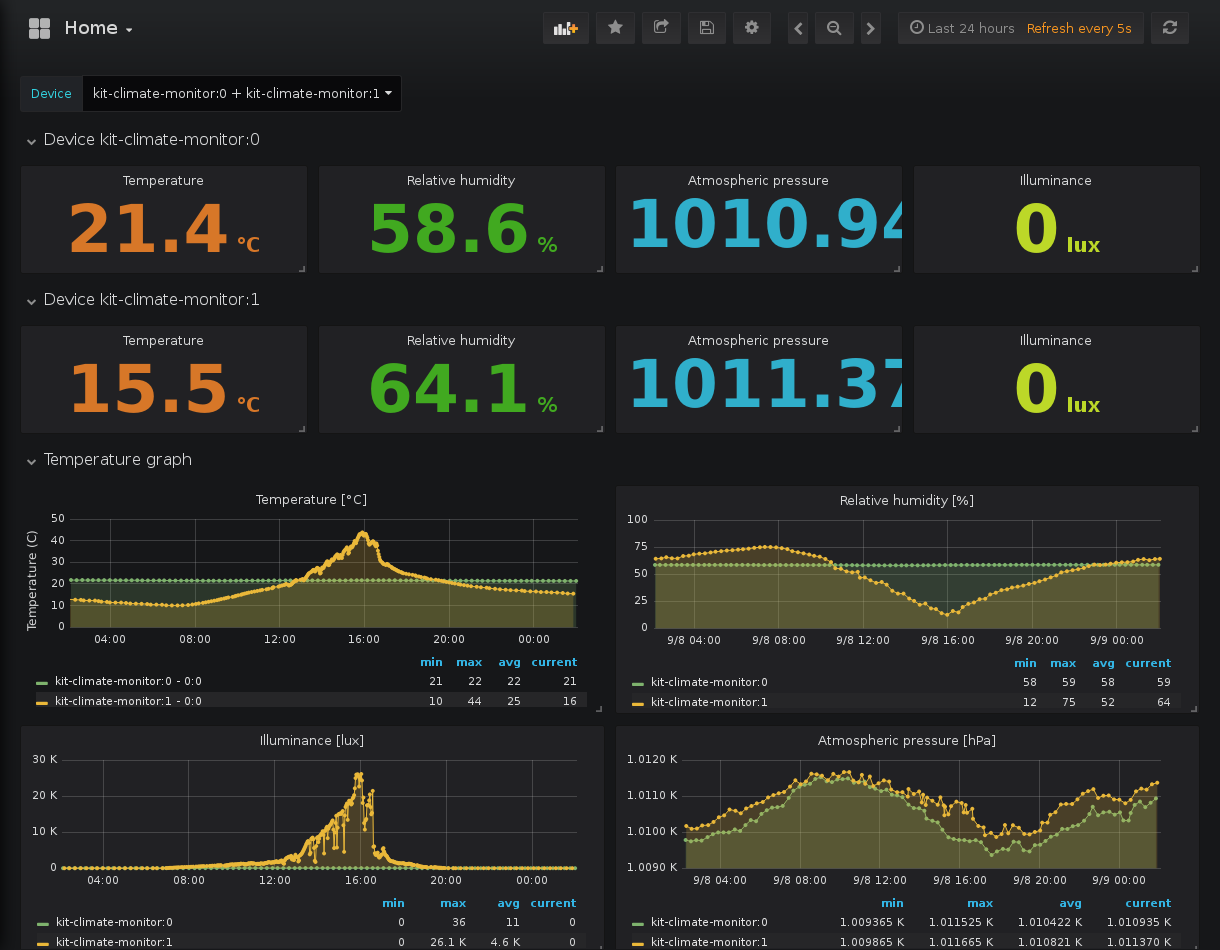 Home
Last 24 hours Refresh every 5s
Device kit-climate-monitor:0 + kit-climate-monitor:1
Device kit-climate-monitor:0
Temperature Relative humidity Atmospheric pressure Illuminance
21.4 °C 58.6 % 1010.94 0 lux
Device kit-climate-monitor:1
Temperature Relative humidity Atmospheric pressure Illuminance
15.5 °C 64.1 % 1011.37 0 lux
Temperature graph
Temperature [°C]
Temperature (C)
50
40
30
20
10
0
04:00 08:00 12:00 16:00 20:00 00:00
min max avg current
kit-climate-monitor:0 - 0:0 21 22 22 21
kit-climate-monitor:1 - 0:0 10 44 25 16
Relative humidity [%]
100
75
50
25
0
9/8 04:00 9/8 08:00 9/8 12:00 9/8 16:00 9/8 20:00 9/9 00:00
min max avg current
kit-climate-monitor:0 58 59 58 59
kit-climate-monitor:1 12 75 52 64
Illuminance [lux]
30 K
20 K
10 K
0
04:00 08:00 12:00 16:00 20:00 00:00
min max avg current
kit-climate-monitor:0 0 36 11 0
kit-climate-monitor:1 0 26.1 K 4.6 K 0
Atmospheric pressure [hPa]
1.0120 K
1.0110 K
1.0100 K
1.0090 K
9/8 04:00 9/8 08:00 9/8 12:00 9/8 16:00 9/8 20:00 9/9 00:00
min max avg current
kit-climate-monitor:0 1.009365 K 1.011525 K 1.010422 K 1.010935 K
kit-climate-monitor:1 1.009865 K 1.011665 K 1.010821 K 1.011370 K